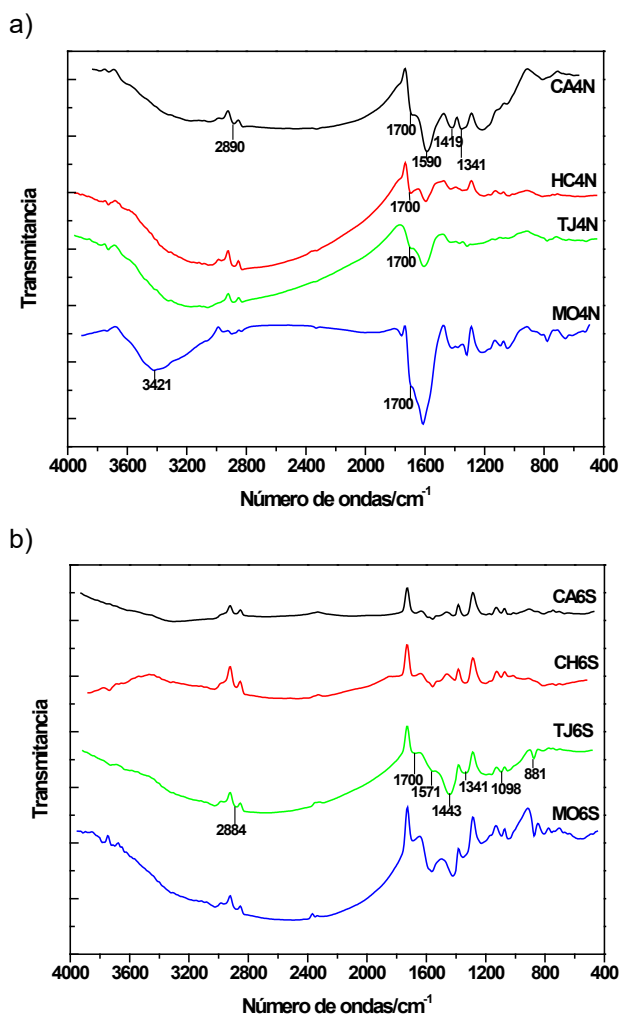 a)
CA4N
2890
1700
1590
1419
1341
HC4N
1700
TJ4N
1700
MO4N
3421
1700
Transmitancia
4000 3600 3200 2800 2400 2000 1600 1200 800 400
Número de ondas/cm⁻¹
b)
CA6S
CH6S
TJ6S
2884
1700
1571
1443
1341
1098
881
MO6S
Transmitancia
4000 3600 3200 2800 2400 2000 1600 1200 800 400
Número de ondas/cm⁻¹